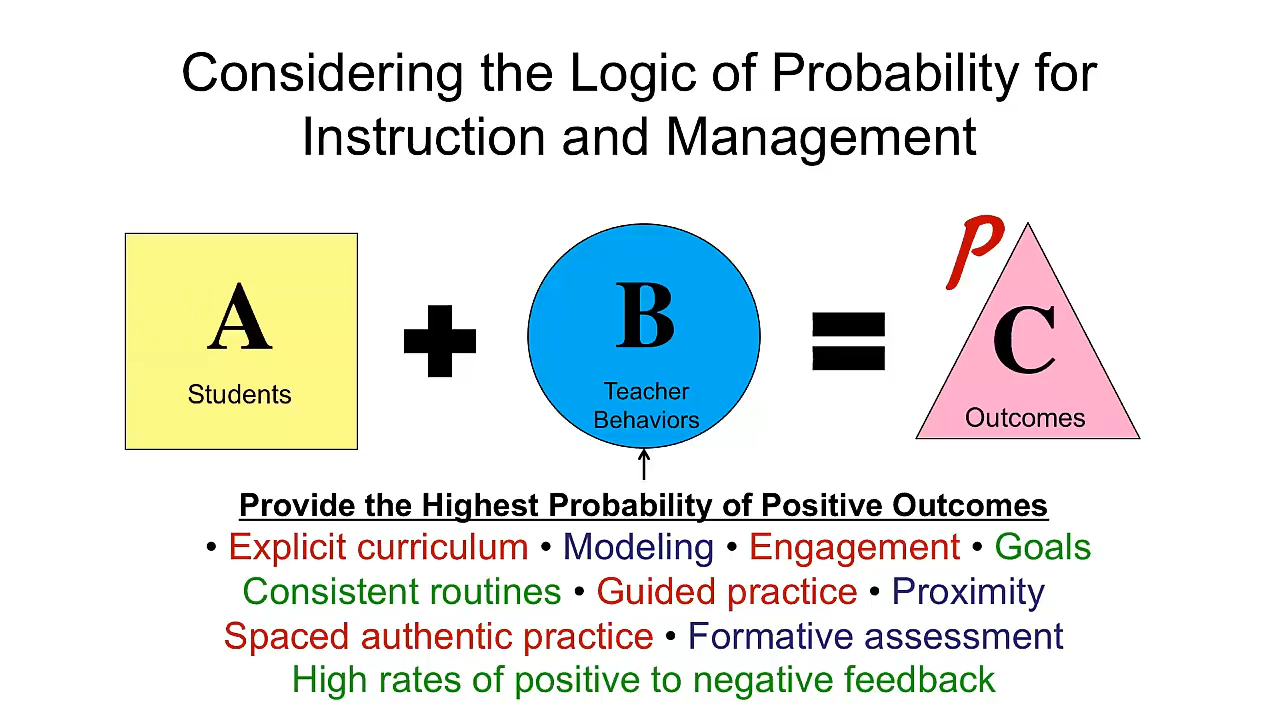 Considering the Logic of Probability for
Instruction and Management
A
Students
+
B
Teacher
Behaviors
=
p
C
Outcomes
Provide the Highest Probability of Positive Outcomes
• Explicit curriculum • Modeling • Engagement • Goals
Consistent routines • Guided practice • Proximity
Spaced authentic practice • Formative assessment
High rates of positive to negative feedback